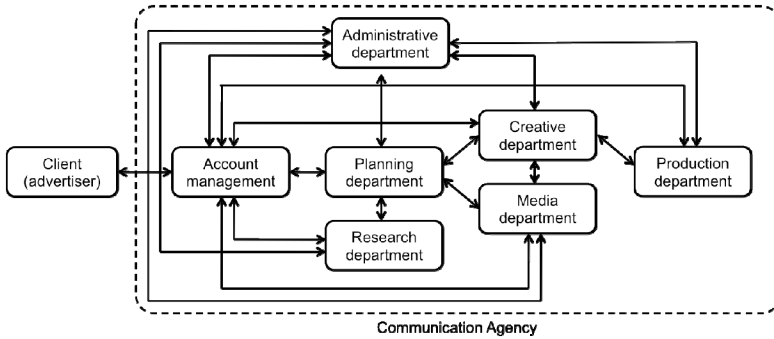 Administrative
department
Creative
department
Client
(advertiser)
Account
management
Planning
department
Production
department
Media
department
Research
department
Communication Agency